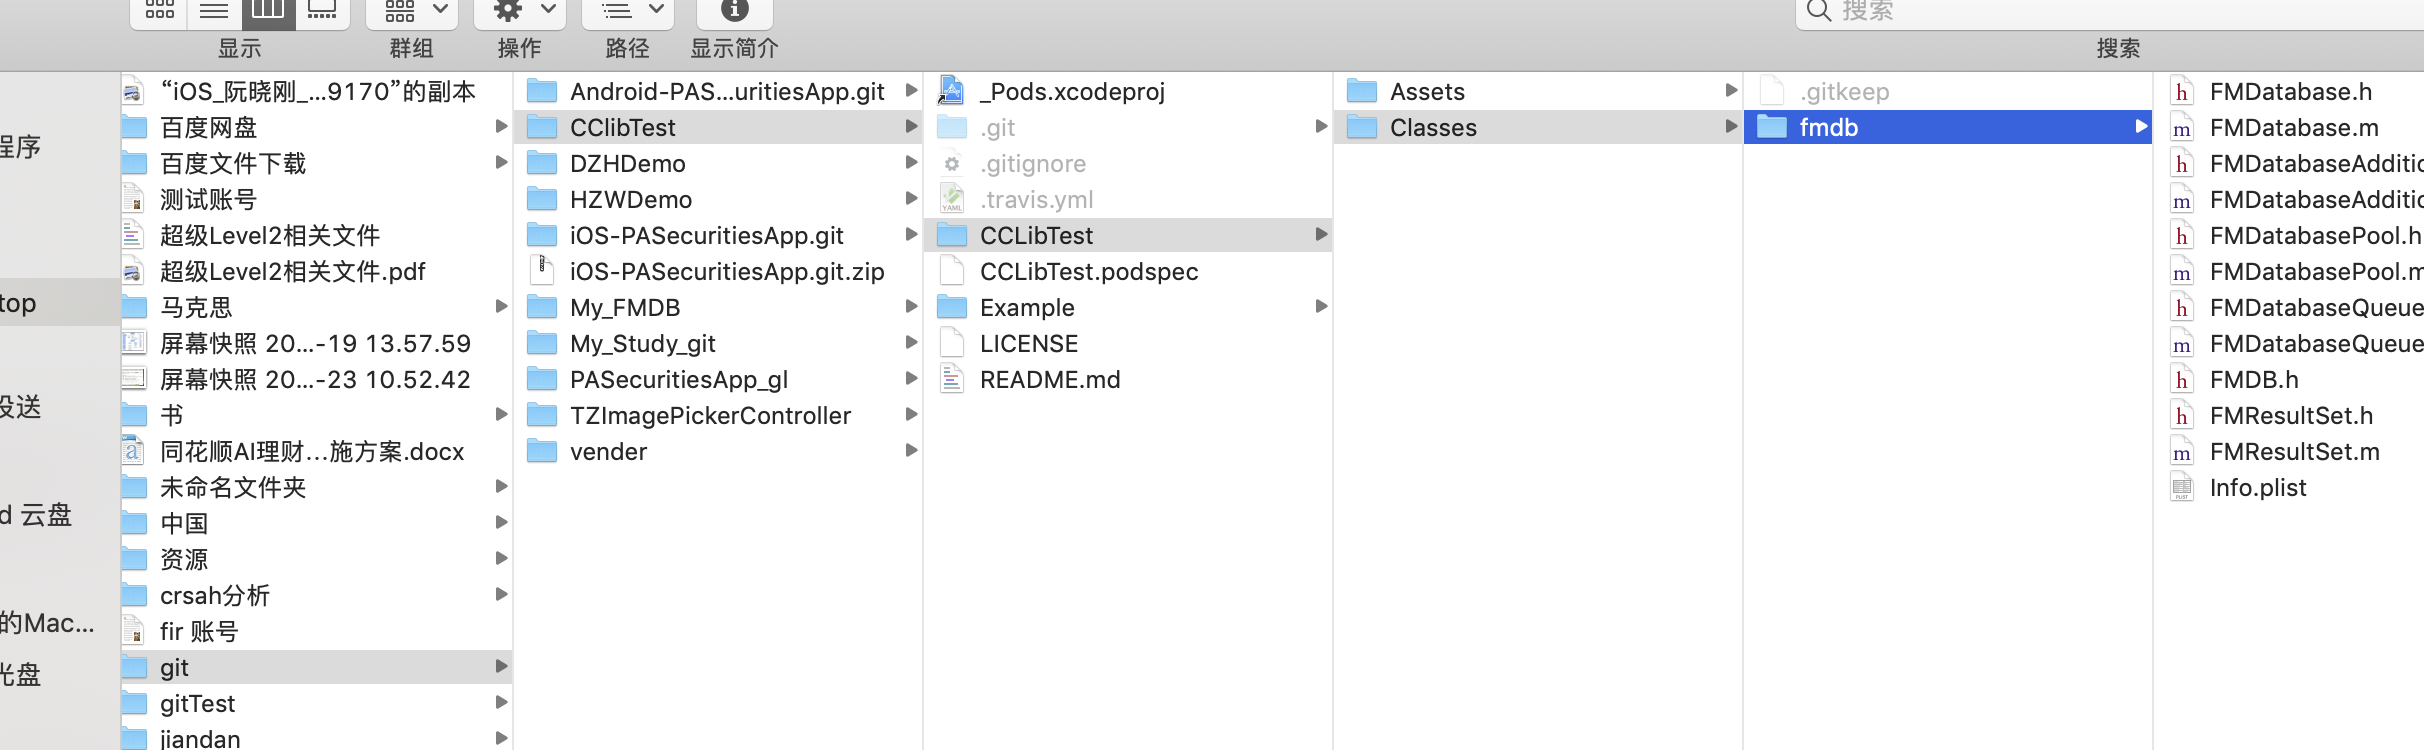 搜索
显示
群组
操作
路径
显示简介
搜索
程序
top
投送
d 云盘
的Mac...
光盘
“iOS_阮晓刚_...9170”的副本
百度网盘
百度文件下载
测试账号
超级Level2相关文件
超级Level2相关文件.pdf
马克思
屏幕快照 20...-19 13.57.59
屏幕快照 20...-23 10.52.42
书
同花顺AI理财...施方案.docx
未命名文件夹
中国
资源
crsah分析
fir 账号
git
gitTest
jiandan
Android-PAS...uritiesApp.git
CClibTest
DZHDemo
HZWDemo
iOS-PASecuritiesApp.git
iOS-PASecuritiesApp.git.zip
My_FMDB
My_Study_git
PASecuritiesApp_gl
TZImagePickerController
vender
_Pods.xcodeproj
.git
.gitignore
.travis.yml
CCLibTest
CCLibTest.podspec
Example
LICENSE
README.md
Assets
Classes
.gitkeep
fmdb
FMDatabase.h
FMDatabase.m
FMDatabaseAdditio
FMDatabaseAdditio
FMDatabasePool.h
FMDatabasePool.m
FMDatabaseQueue
FMDatabaseQueue
FMDB.h
FMResultSet.h
FMResultSet.m
Info.plist